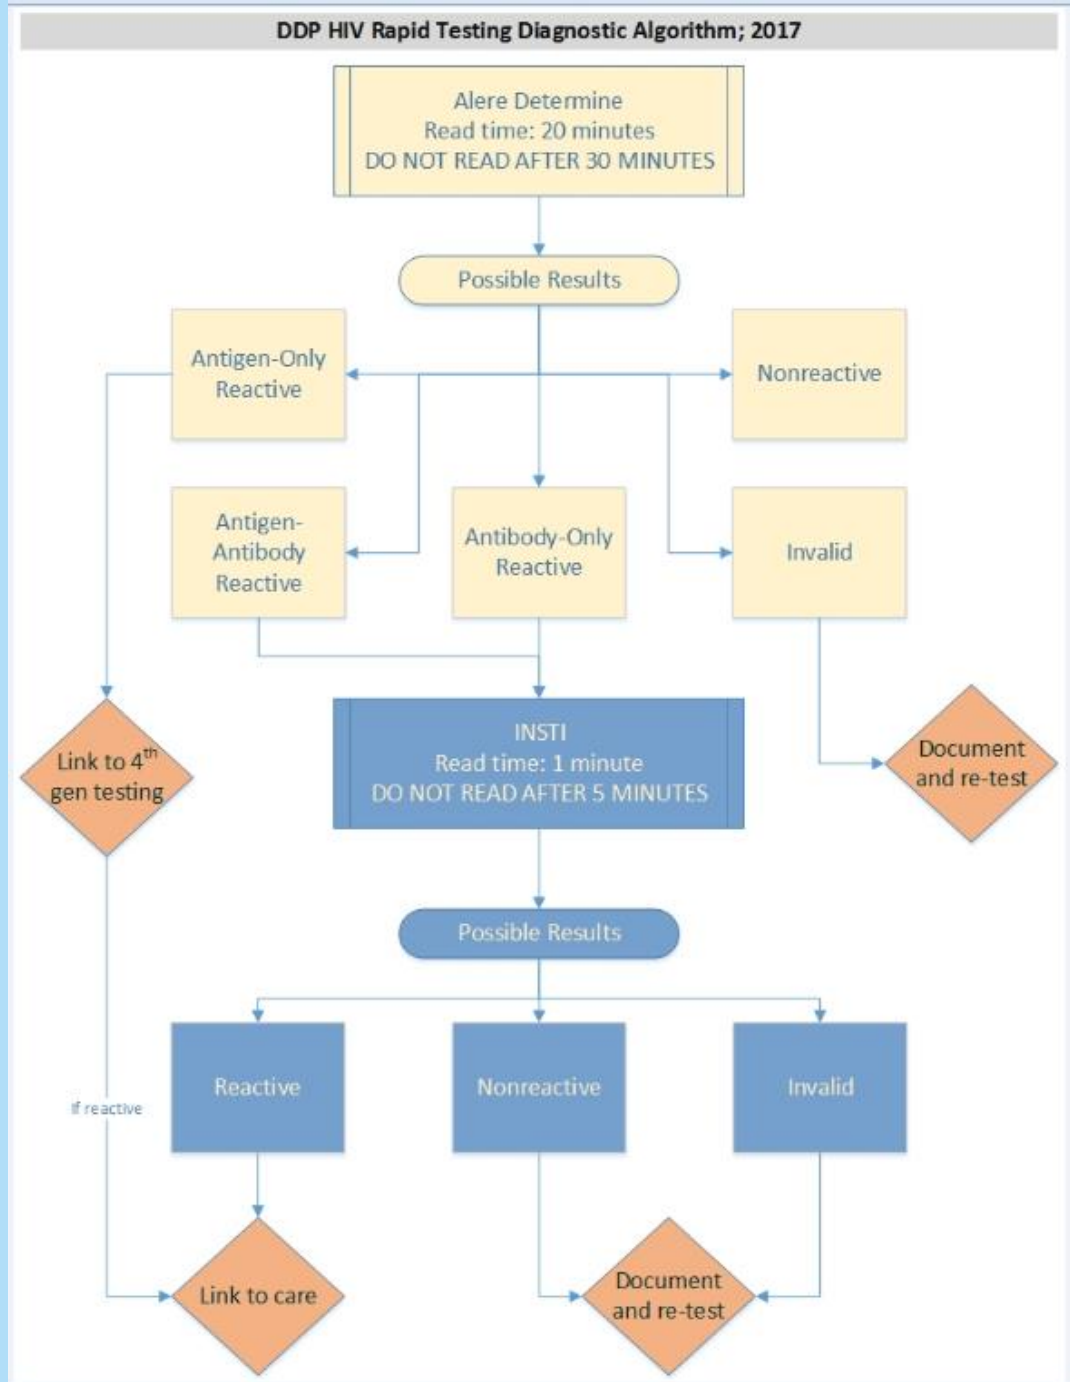 DDP HIV Rapid Testing Diagnostic Algorithm; 2017
Alere Determine
Read time: 20 minutes
DO NOT READ AFTER 30 MINUTES
Possible Results
Antigen-Only
Reactive
Nonreactive
Antigen-
Antibody
Reactive
Antibody-Only
Reactive
Invalid
Link to 4th
gen testing
INSTI
Read time: 1 minute
DO NOT READ AFTER 5 MINUTES
Document
and re-test
Possible Results
Reactive
Nonreactive
Invalid
If reactive
Link to care
Document
and re-test